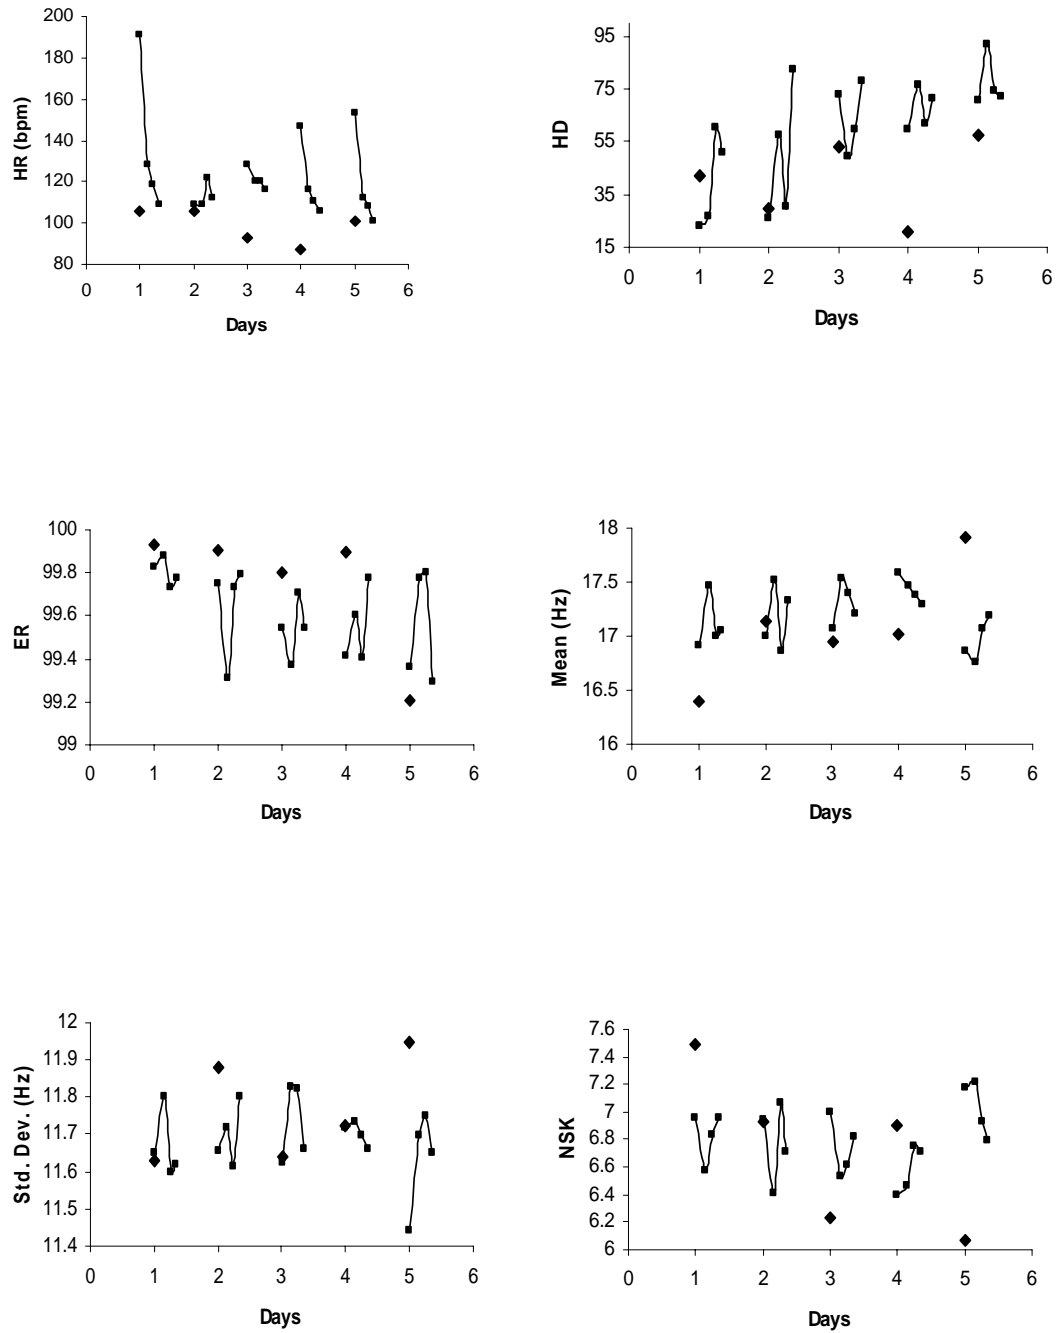 HR (bpm)
200
180
160
140
120
100
80
0 1 2 3 4 5 6
Days
HD
95
75
55
35
15
0 1 2 3 4 5 6
Days
ER
100
99.8
99.6
99.4
99.2
99
0 1 2 3 4 5 6
Days
Mean (Hz)
18
17.5
17
16.5
16
0 1 2 3 4 5 6
Days
Std. Dev. (Hz)
12
11.9
11.8
11.7
11.6
11.5
11.4
0 1 2 3 4 5 6
Days
NSK
7.6
7.4
7.2
7
6.8
6.6
6.4
6.2
6
0 1 2 3 4 5 6
Days